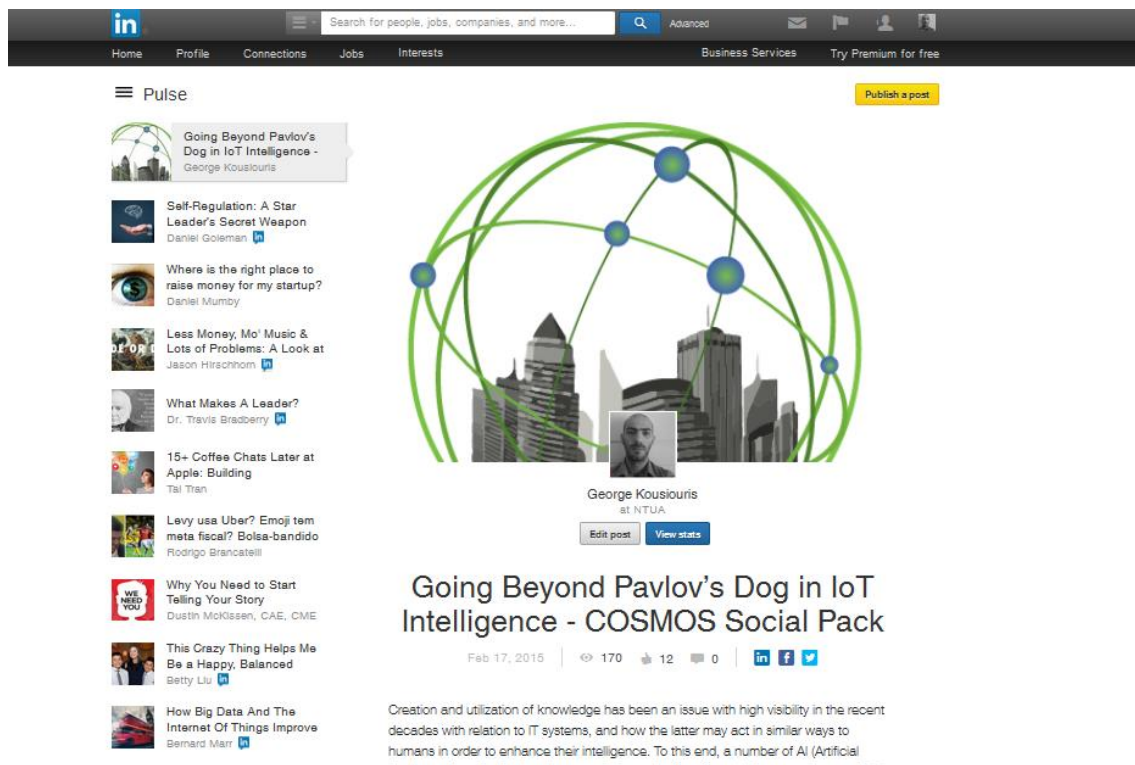 in
Search for people, jobs, companies, and more...
Advanced
Home Profile Connections Jobs Interests Business Services Try Premium for free
Pulse
Publish a post
Going Beyond Pavlov's
Dog in IoT Intelligence -
George Kousiouris
Self-Regulation: A Star
Leader's Secret Weapon
Daniel Goleman in
Where is the right place to
raise money for my startup?
Daniel Mumby
Less Money, Mo' Music &
Lots of Problems: A Look at
Jason Hirschhorn in
What Makes A Leader?
Dr. Travis Bradberry in
15+ Coffee Chats Later at
Apple: Building
Tai Tran
Levy usa Uber? Emoji tem
meta fiscal? Bolsa-bandido
Rodrigo Brancatelli
WE
NEED
YOU
Why You Need to Start
Telling Your Story
Dustin McKissen, CAE, CME
This Crazy Thing Helps Me
Be a Happy, Balanced
Betty Liu in
How Big Data And The
Internet Of Things Improve
Bernard Marr in
George Kousiouris
at NTUA
Edit post View stats
Going Beyond Pavlov's Dog in IoT
Intelligence - COSMOS Social Pack
Feb 17, 2015 170 12 0 in f
Creation and utilization of knowledge has been an issue with high visibility in the recent
decades with relation to IT systems, and how the latter may act in similar ways to
humans in order to enhance their intelligence. To this end, a number of AI (Artificial